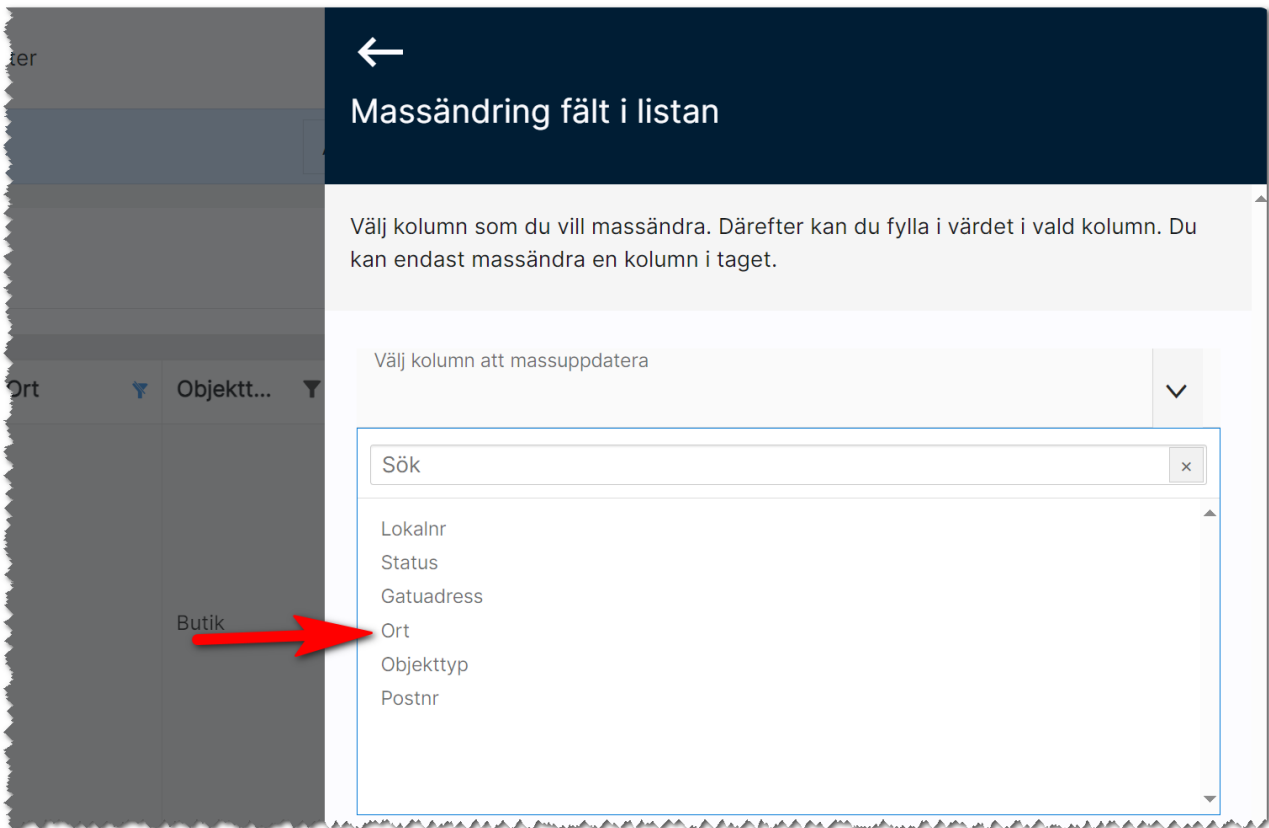 ter
Massändring fält i listan
Välj kolumn som du vill massändra. Därefter kan du fylla i värdet i vald kolumn. Du
kan endast massändra en kolumn i taget.
Välj kolumn att massuppdatera
Ort
Objektt...
Sök
Lokalnr
Status
Gatuadress
Butik
Ort
Objekttyp
Postnr